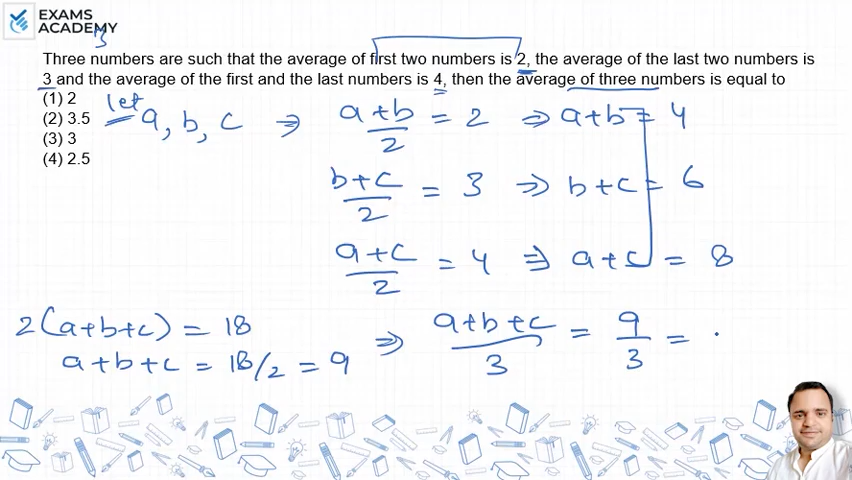 EXAMS
ACADEMY
3
Three numbers are such that the average of first two numbers is 2, the average of the last two numbers is
3 and the average of the first and the last numbers is 4, then the average of three numbers is equal to
(1) 2
(2) 3.5
(3) 3
(4) 2.5
let a, b, c ⇒ a+b/2 = 2 ⇒ a+b = 4
b+c/2 = 3 ⇒ b+c = 6
a+c/2 = 4 ⇒ a+c = 8
2(a+b+c) = 18
a+b+c = 18/2 = 9 ⇒ a+b+c/3 = 9/3 =